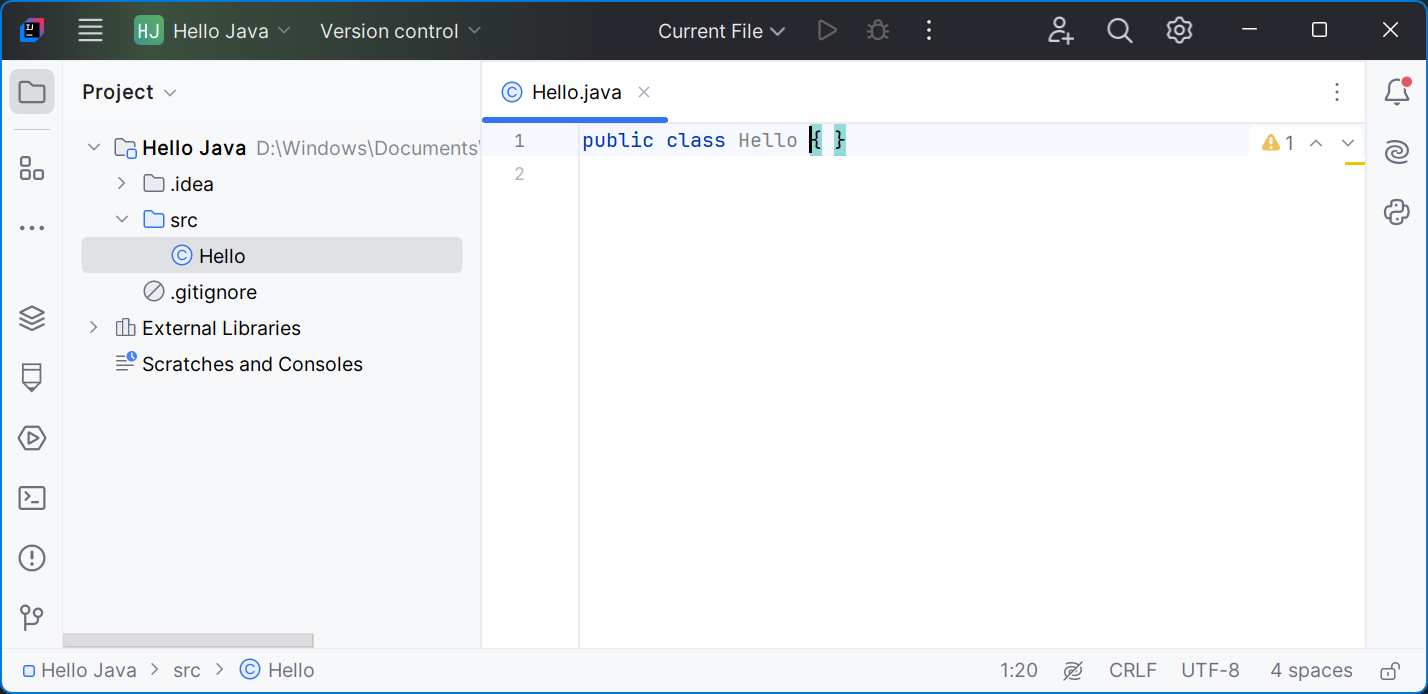 HJ Hello Java Version control Current File
Project
Hello.java
Hello Java D:\Windows\Documents\
.idea
src
Hello
.gitignore
External Libraries
Scratches and Consoles
1 public class Hello { } 1
2
Hello Java > src > Hello 1:20 CRLF UTF-8 4 spaces